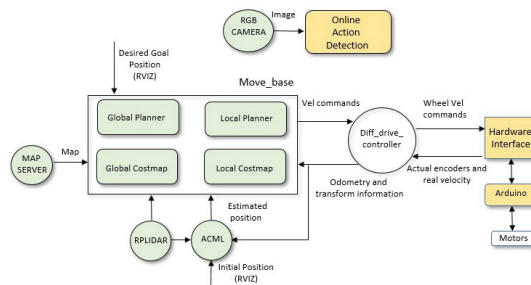 RGB
CAMERA
Image
Online
Action
Detection
Desired Goal
Position
(RVIZ)
Move_base
Global Planner
Local Planner
Global Costmap
Local Costmap
MAP
SERVER
Map
Vel commands
Diff_drive_
controller
Wheel Vel
commands
Hardware
Interface
Actual encoders and
real velocity
Odometry and
transform information
Arduino
Motors
Estimated
position
RPLIDAR
ACML
Initial Position
(RVIZ)